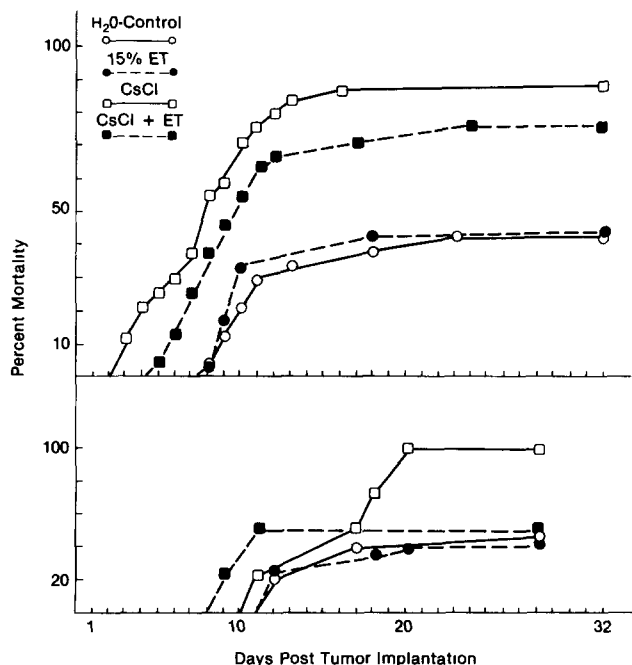 H₂O-Control
15% ET
CsCl
CsCl + ET
100
50
10
Percent Mortality
100
20
1 10 20 32
Days Post Tumor Implantation